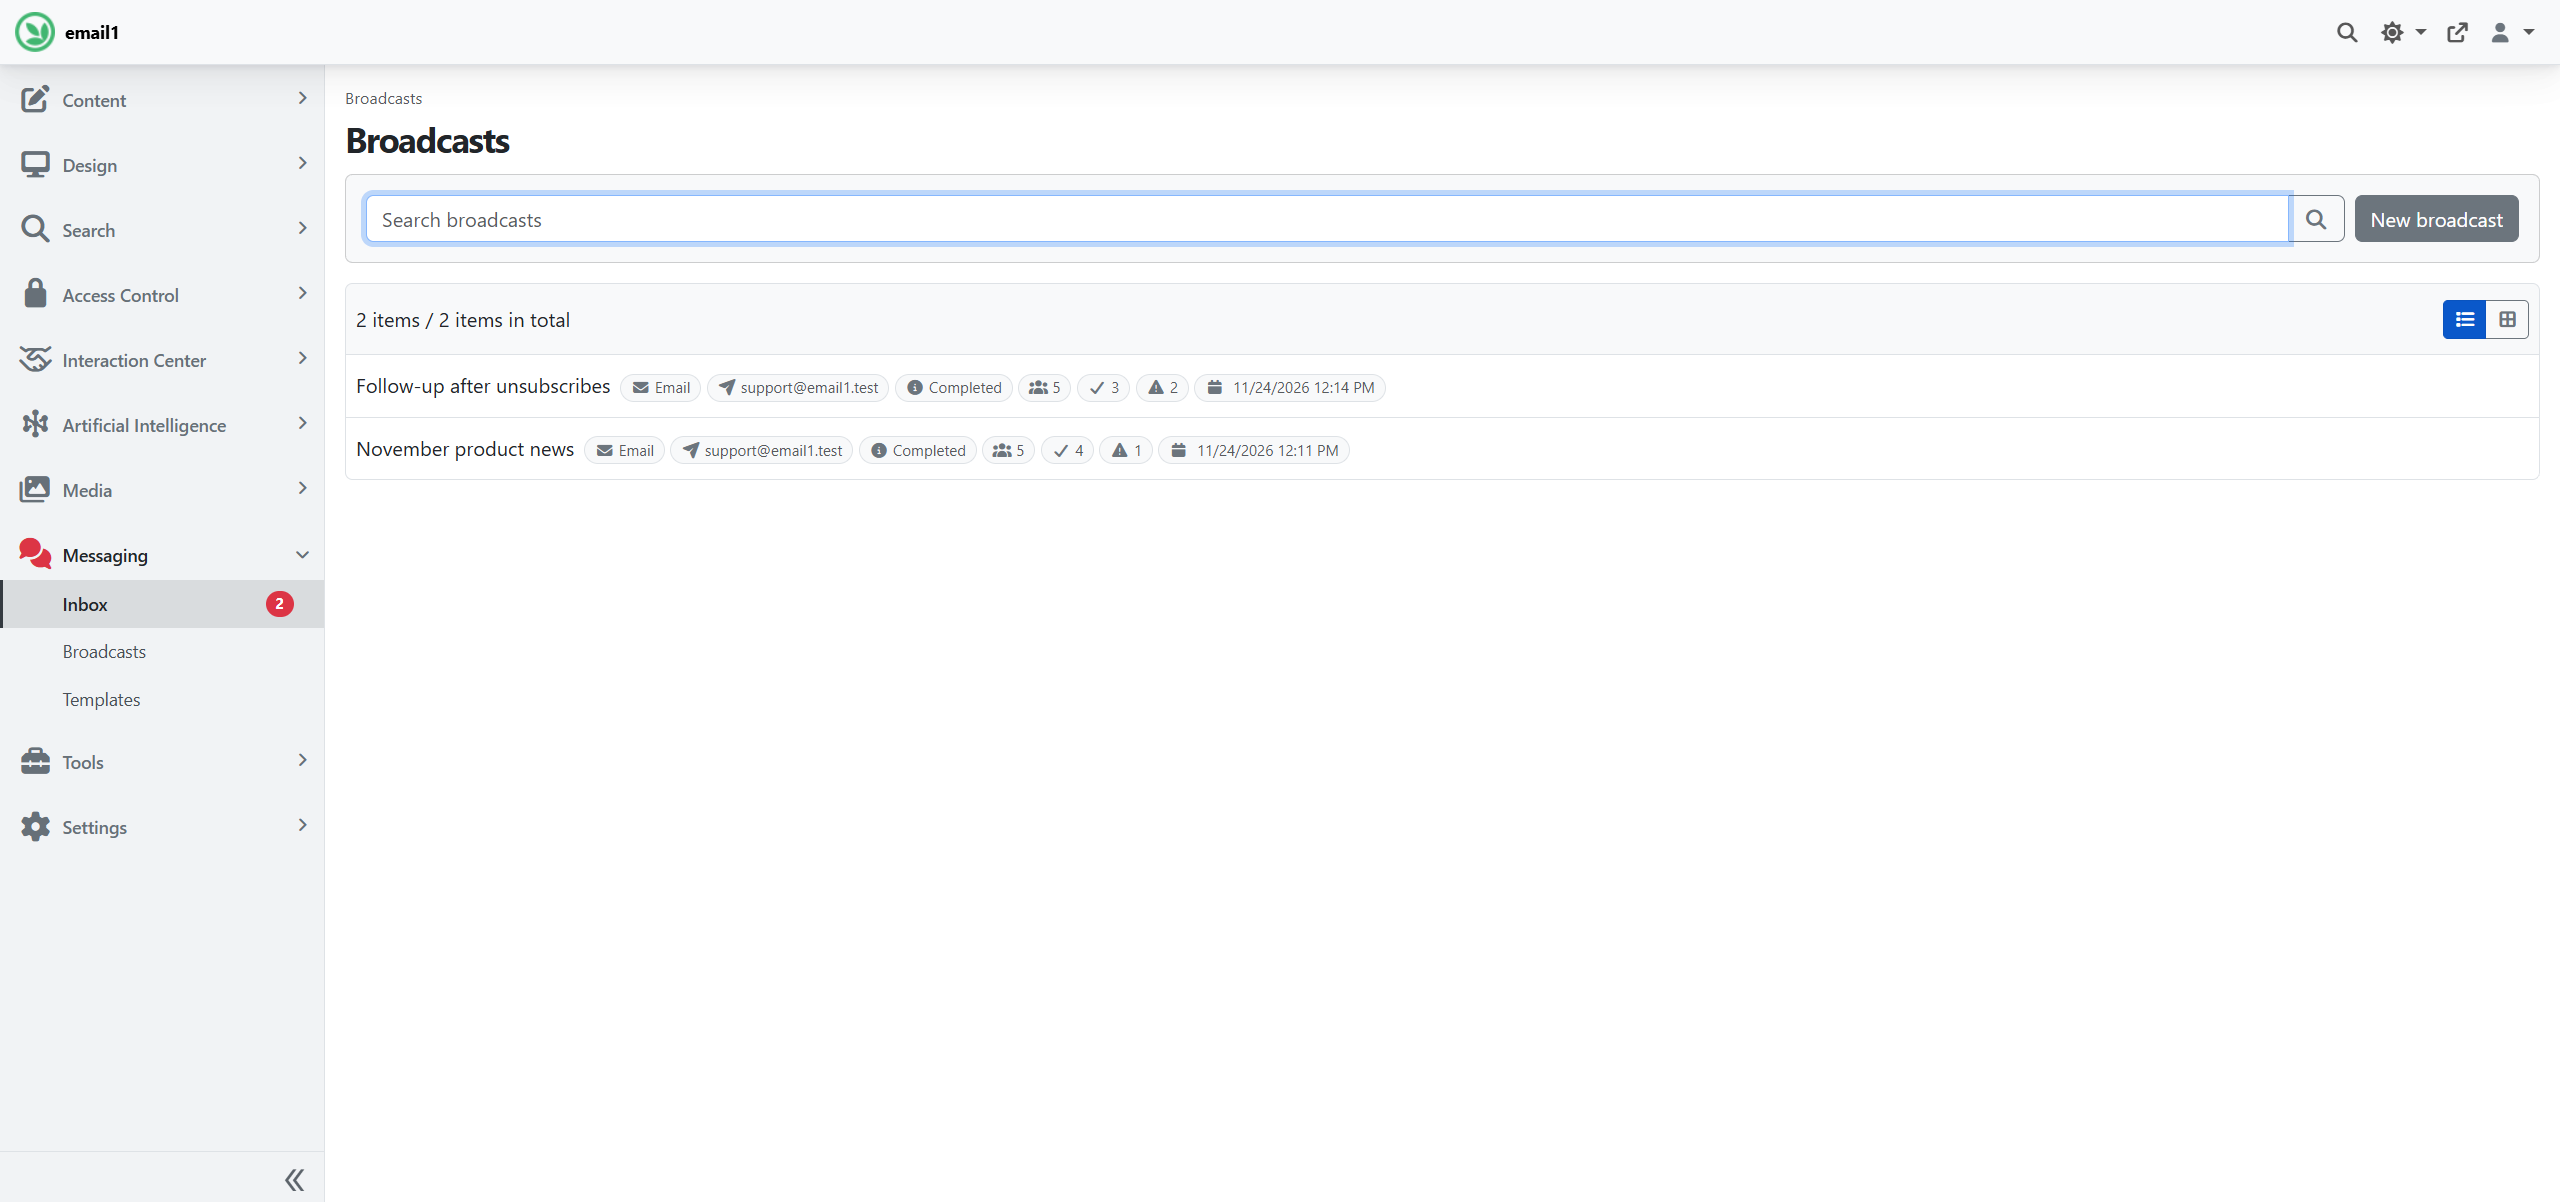 email1
Content
Design
Search
Access Control
Interaction Center
Artificial Intelligence
Media
Messaging
Inbox 2
Broadcasts
Templates
Tools
Settings
Broadcasts
Broadcasts
Search broadcasts
New broadcast
2 items / 2 items in total
Follow-up after unsubscribes Email support@email1.test Completed 5 3 2 11/24/2026 12:14 PM
November product news Email support@email1.test Completed 5 4 1 11/24/2026 12:11 PM